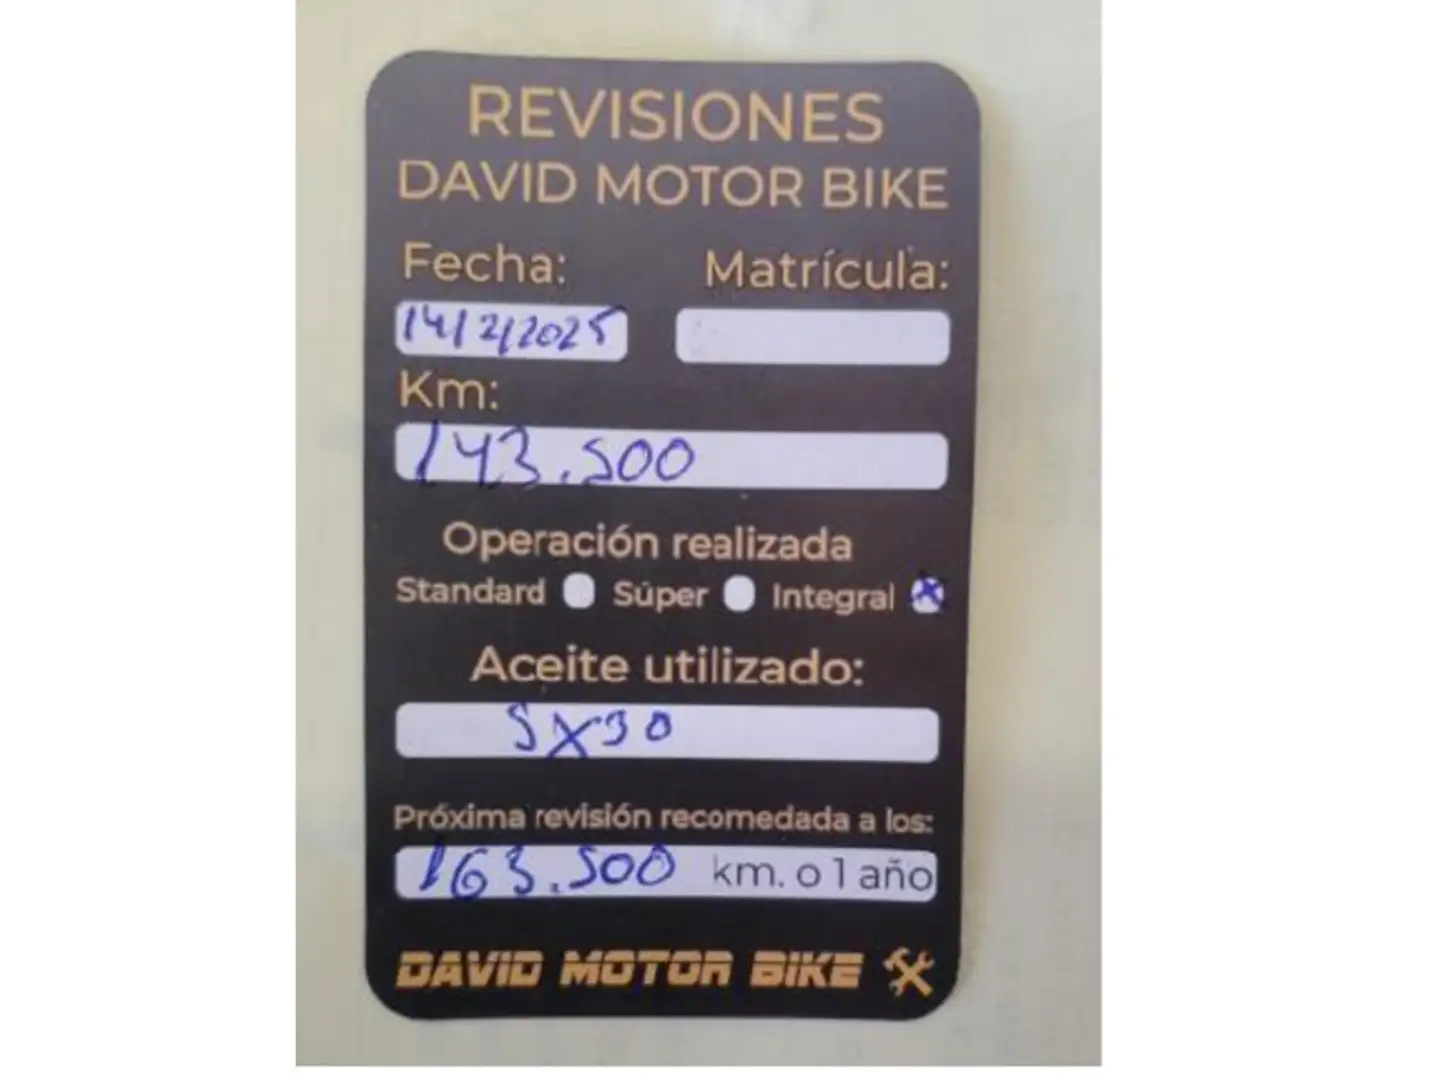 REVISIONES
DAVID MOTOR BIKE
Fecha: Matrícula:
14/2/2025
Km:
143.500
Operación realizada
Standard Súper Integral X
Aceite utilizado:
5X30
Próxima revisión recomedada a los:
163.500 km. o 1 año
DAVID MOTOR BIKE